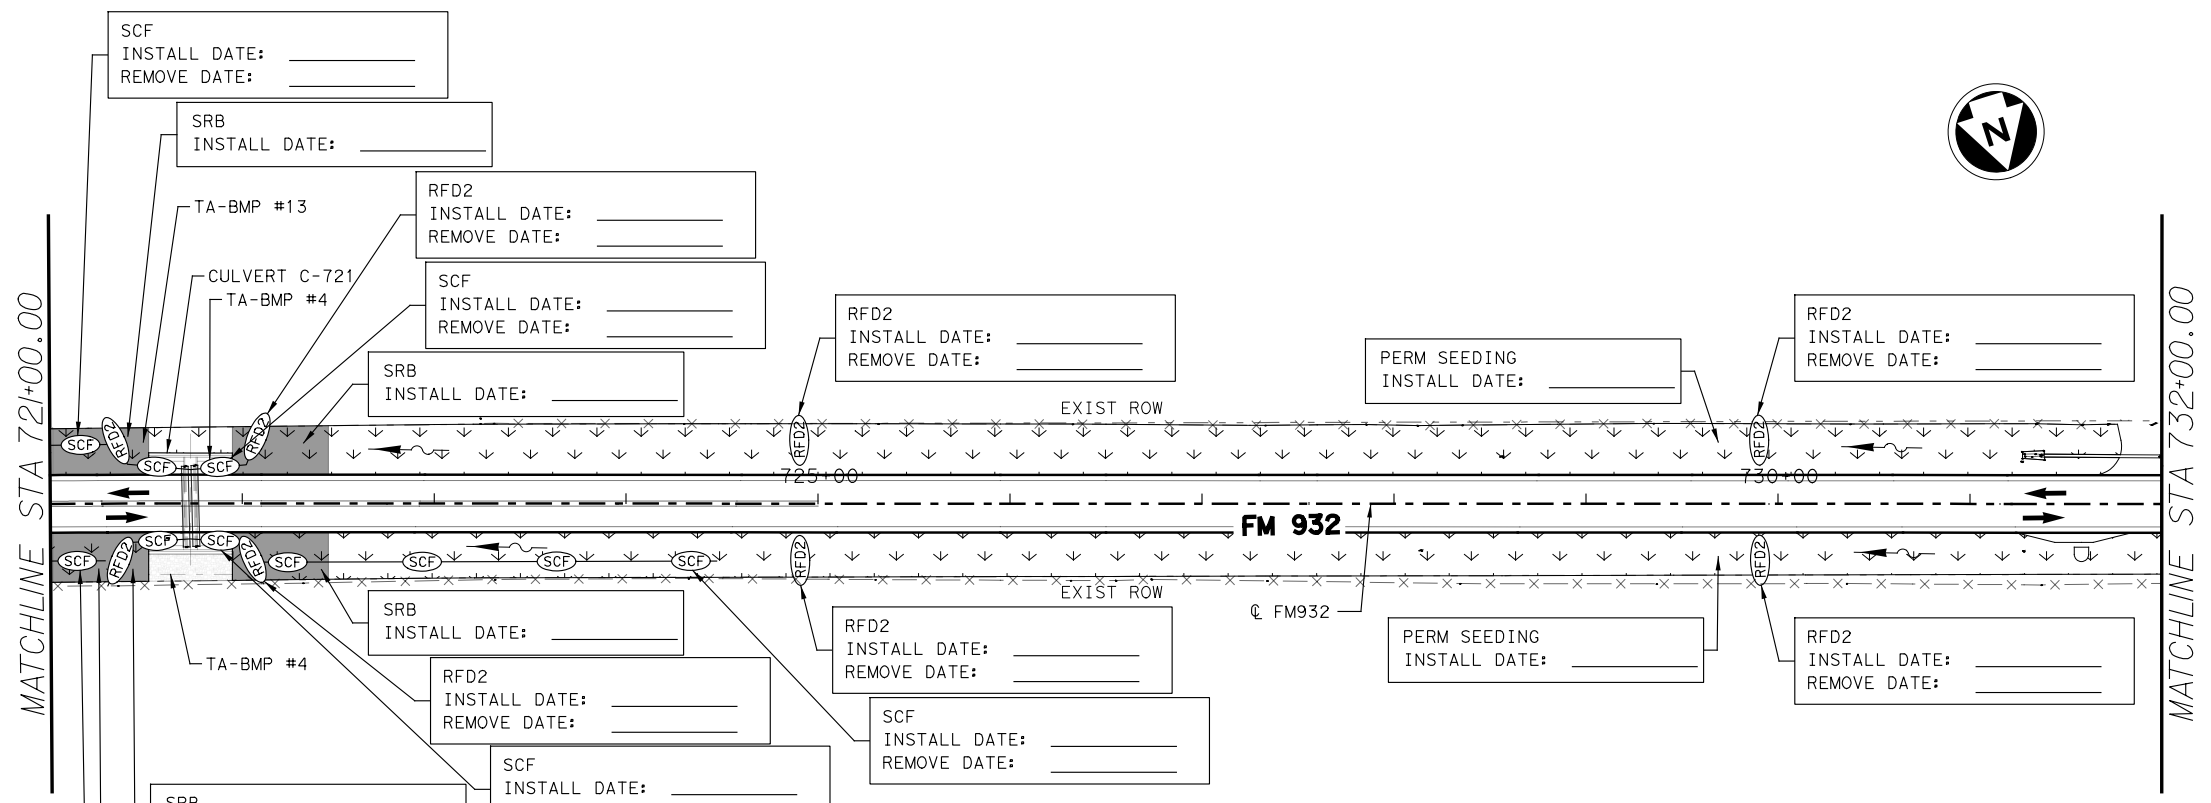 SCF
INSTALL DATE:
REMOVE DATE:
SRB
INSTALL DATE:
TA-BMP #13
RFD2
INSTALL DATE:
REMOVE DATE:
CULVERT C-721
TA-BMP #4
SCF
INSTALL DATE:
REMOVE DATE:
SRB
INSTALL DATE:
RFD2
INSTALL DATE:
REMOVE DATE:
PERM SEEDING
INSTALL DATE:
RFD2
INSTALL DATE:
REMOVE DATE:
N
MATCHLINE STA 721+00.00
MATCHLINE STA 732+00.00
EXIST ROW
SCF
RFD2
SCF
SCF
RFD2
RFD2
RFD2
725+00
730+00
FM 932
SCF
RFD2
SCF
SCF
RFD2
SCF
SCF
SCF
SCF
RFD2
RFD2
EXIST ROW
℄ FM932
TA-BMP #4
SRB
INSTALL DATE:
RFD2
INSTALL DATE:
REMOVE DATE:
RFD2
INSTALL DATE:
REMOVE DATE:
PERM SEEDING
INSTALL DATE:
RFD2
INSTALL DATE:
REMOVE DATE:
SCF
INSTALL DATE:
REMOVE DATE:
SCF
INSTALL DATE:
SRB